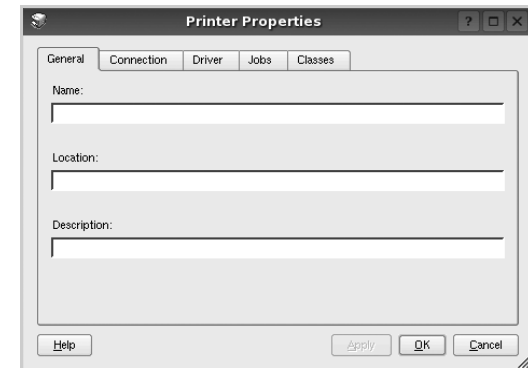 Printer Properties
General Connection Driver Jobs Classes
Name:
Location:
Description:
Help Apply OK Cancel